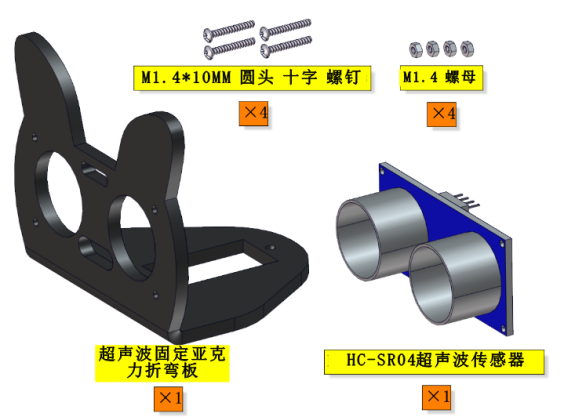 M1.4*10MM 圆头 十字 螺钉
×4
M1.4 螺母
×4
超声波固定亚克
力折弯板
×1
HC-SR04超声波传感器
×1